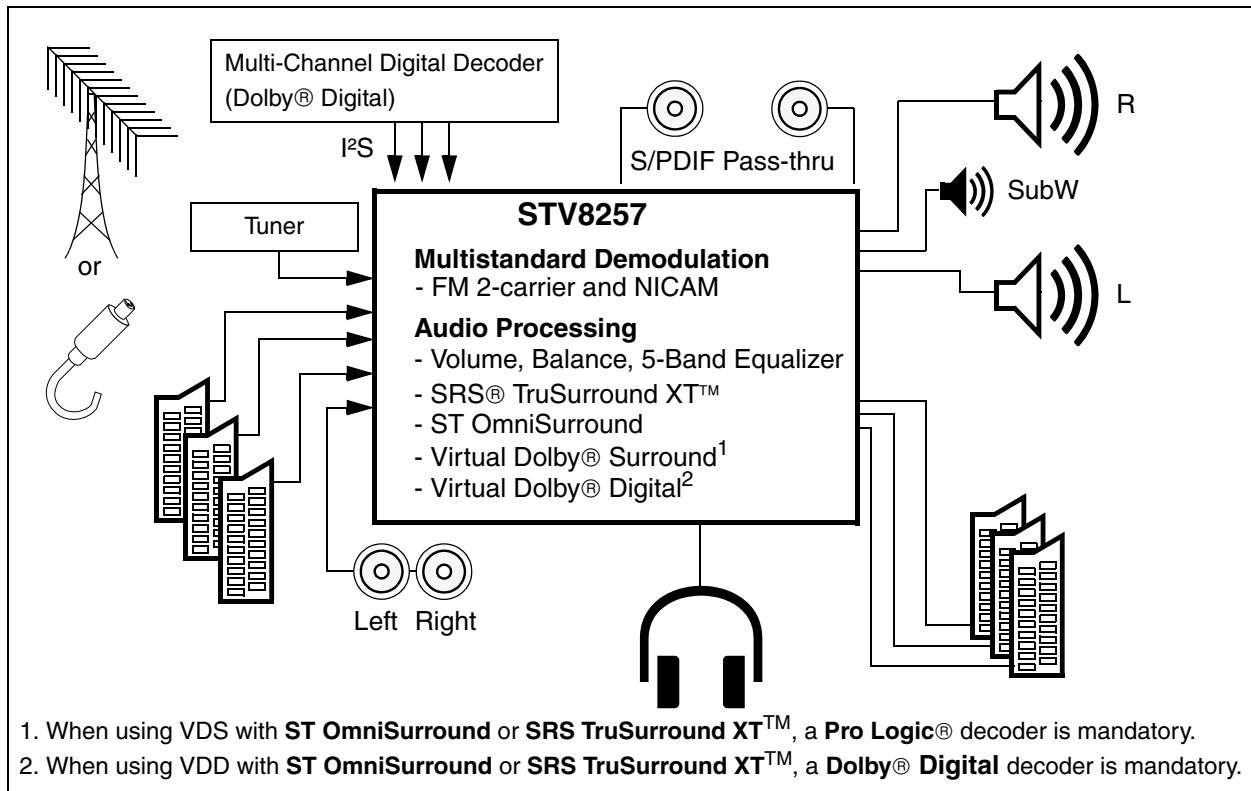 Multi-Channel Digital Decoder
(Dolby® Digital)
I²S
S/PDIF Pass-thru
R
SubW
L
or
Tuner
STV8257
Multistandard Demodulation
- FM 2-carrier and NICAM
Audio Processing
- Volume, Balance, 5-Band Equalizer
- SRS® TruSurround XT™
- ST OmniSurround
- Virtual Dolby® Surround¹
- Virtual Dolby® Digital²
Left Right
1. When using VDS with ST OmniSurround or SRS TruSurround XT™, a Pro Logic® decoder is mandatory.
2. When using VDD with ST OmniSurround or SRS TruSurround XT™, a Dolby® Digital decoder is mandatory.